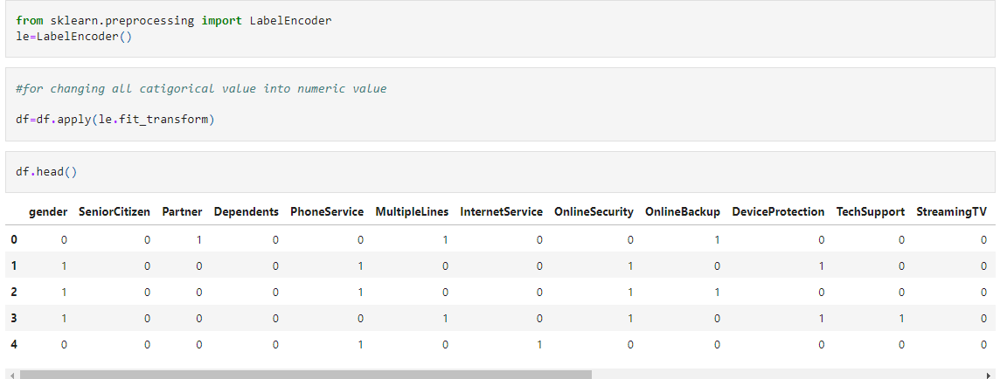 from sklearn.preprocessing import LabelEncoder
le=LabelEncoder()
#for changing all catigorical value into numeric value
df=df.apply(le.fit_transform)
df.head()
gender SeniorCitizen Partner Dependents PhoneService MultipleLines InternetService OnlineSecurity OnlineBackup DeviceProtection TechSupport StreamingTV
0 0 0 1 0 0 1 0 0 1 0 0 0
1 1 0 0 0 1 0 0 1 0 1 0 0
2 1 0 0 0 1 0 0 1 1 0 0 0
3 1 0 0 0 0 1 0 1 0 1 1 0
4 0 0 0 0 1 0 1 0 0 0 0 0